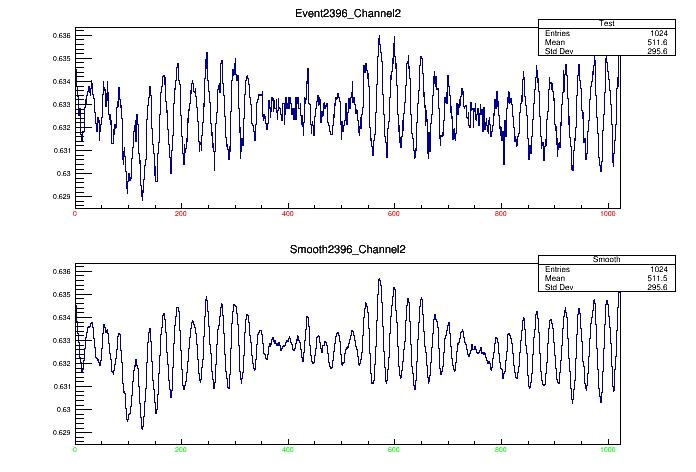 Event2396_Channel2
Test
Entries 1024
Mean 511.6
Std Dev 295.6
0.636
0.635
0.634
0.633
0.632
0.631
0.63
0.629
0 200 400 600 800 1000
Smooth2396_Channel2
Smooth
Entries 1024
Mean 511.5
Std Dev 295.6
0.636
0.635
0.634
0.633
0.632
0.631
0.63
0.629
0 200 400 600 800 1000